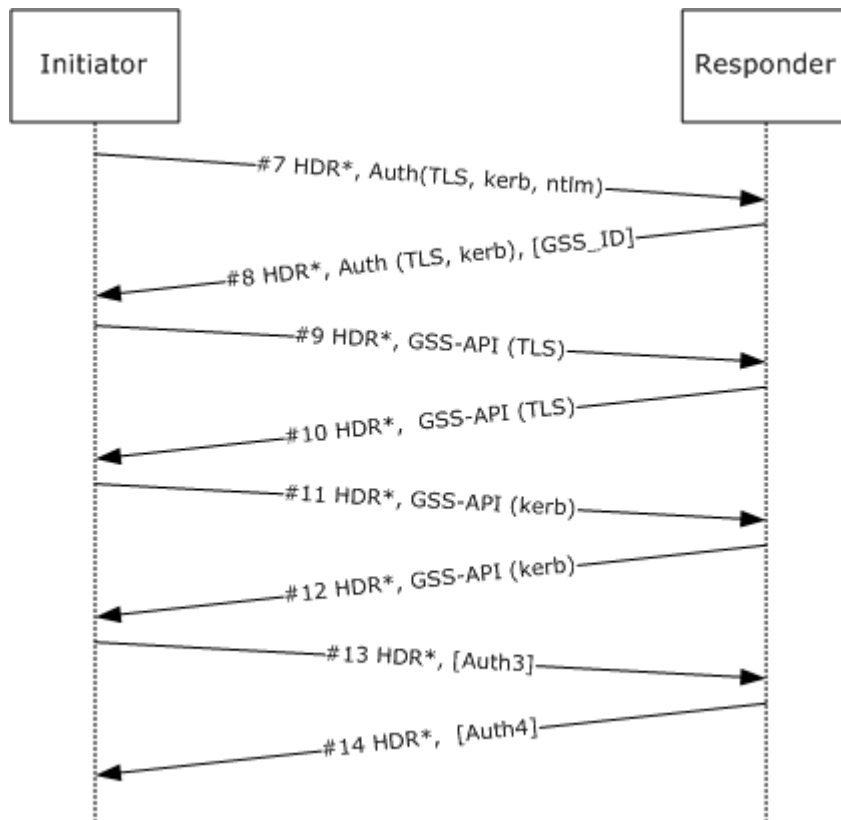 Initiator
Responder
#7 HDR*, Auth(TLS, kerb, ntlm)
#8 HDR*, Auth (TLS, kerb), [GSS_ID]
#9 HDR*, GSS-API (TLS)
#10 HDR*, GSS-API (TLS)
#11 HDR*, GSS-API (kerb)
#12 HDR*, GSS-API (kerb)
#13 HDR*, [Auth3]
#14 HDR*, [Auth4]